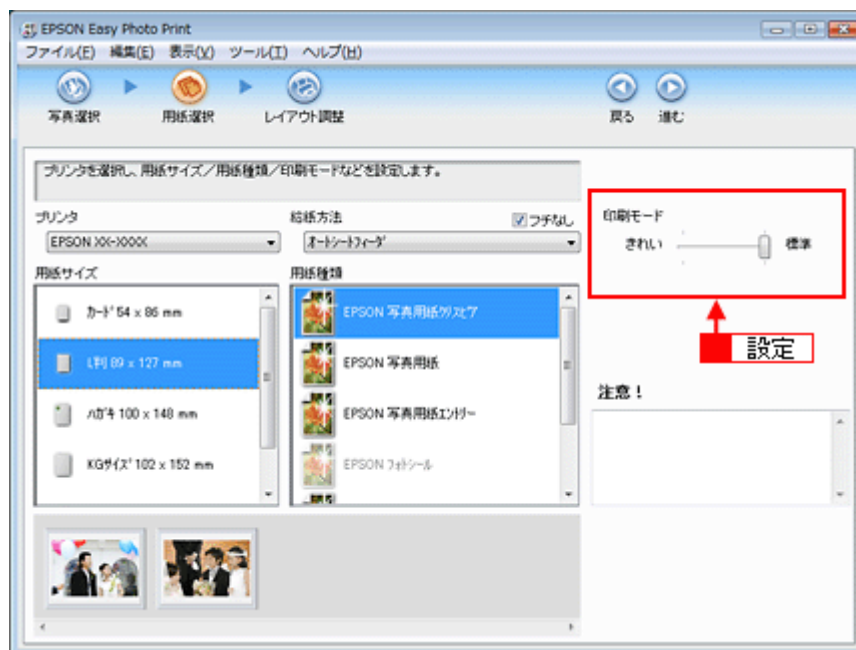 EPSON Easy Photo Print
ファイル(F) 編集(E) 表示(V) ツール(T) ヘルプ(H)
写真選択 用紙選択 レイアウト調整 戻る 進む
プリンタを選択し、用紙サイズ／用紙種類／印刷モードなどを設定します。
プリンタ 給紙方法 フチなし 印刷モード
EPSON XX-XXXX オートシートフィーダ きれい 標準
用紙サイズ 用紙種類
カード 54 x 86 mm EPSON 写真用紙クリスピア
L判 89 x 127 mm EPSON 写真用紙
ハガキ 100 x 148 mm EPSON 写真用紙エントリー
KGサイズ 102 x 152 mm EPSON フォトシール
設定
注意！